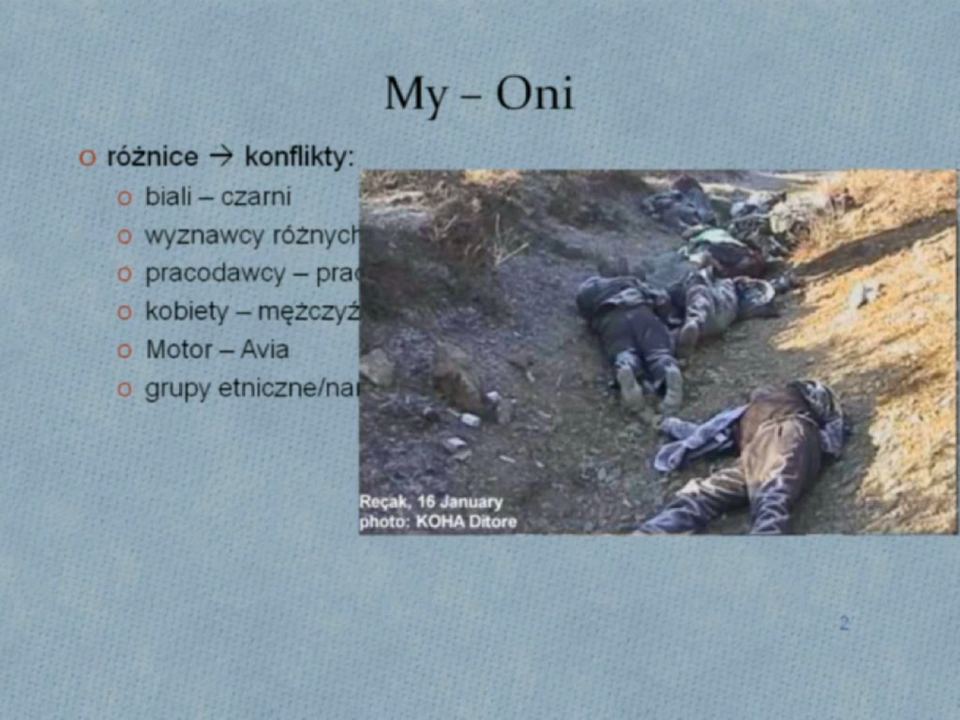 My – Oni
o różnice → konflikty:
o biali – czarni
o wyznawcy różnych
o pracodawcy – prac
o kobiety – mężczyź
o Motor – Avia
o grupy etniczne/nar
Reçak, 16 January
photo: KOHA Ditore
2